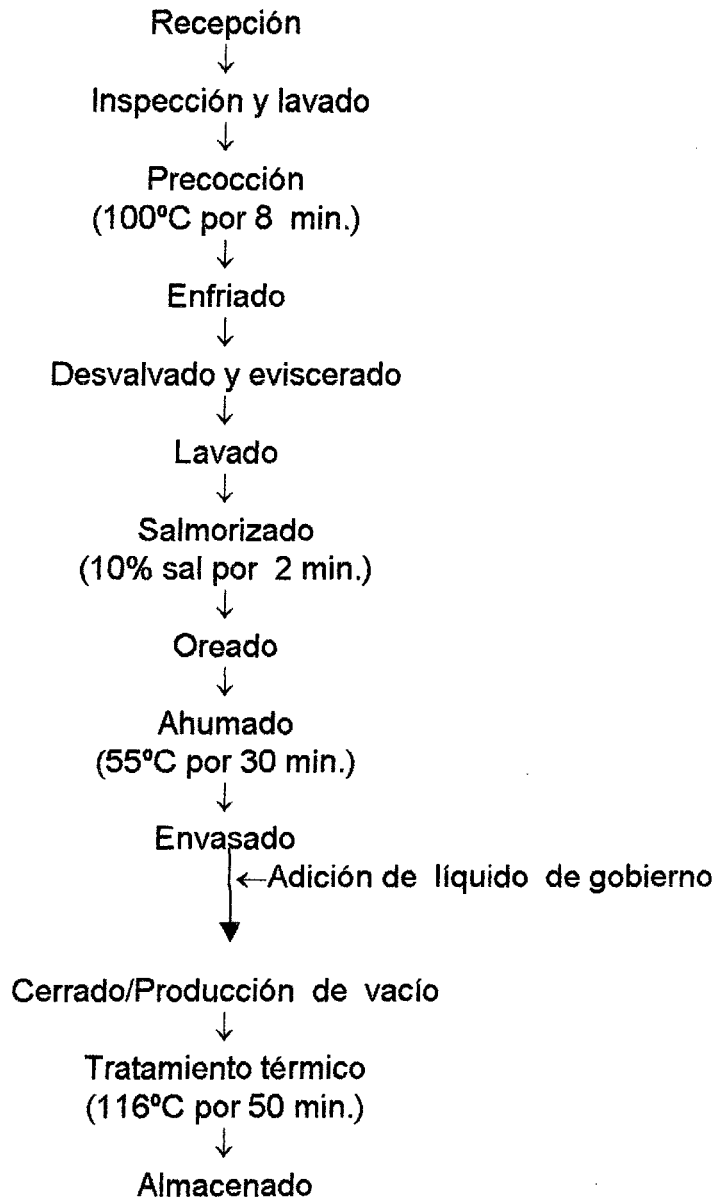 Recepción
↓
Inspección y lavado
↓
Precocción
(100ºC por 8 min.)
↓
Enfriado
↓
Desvalvado y eviscerado
↓
Lavado
↓
Salmorizado
(10% sal por 2 min.)
↓
Oreado
↓
Ahumado
(55ºC por 30 min.)
↓
Envasado
←Adición de líquido de gobierno
Cerrado/Producción de vacío
↓
Tratamiento térmico
(116ºC por 50 min.)
↓
Almacenado